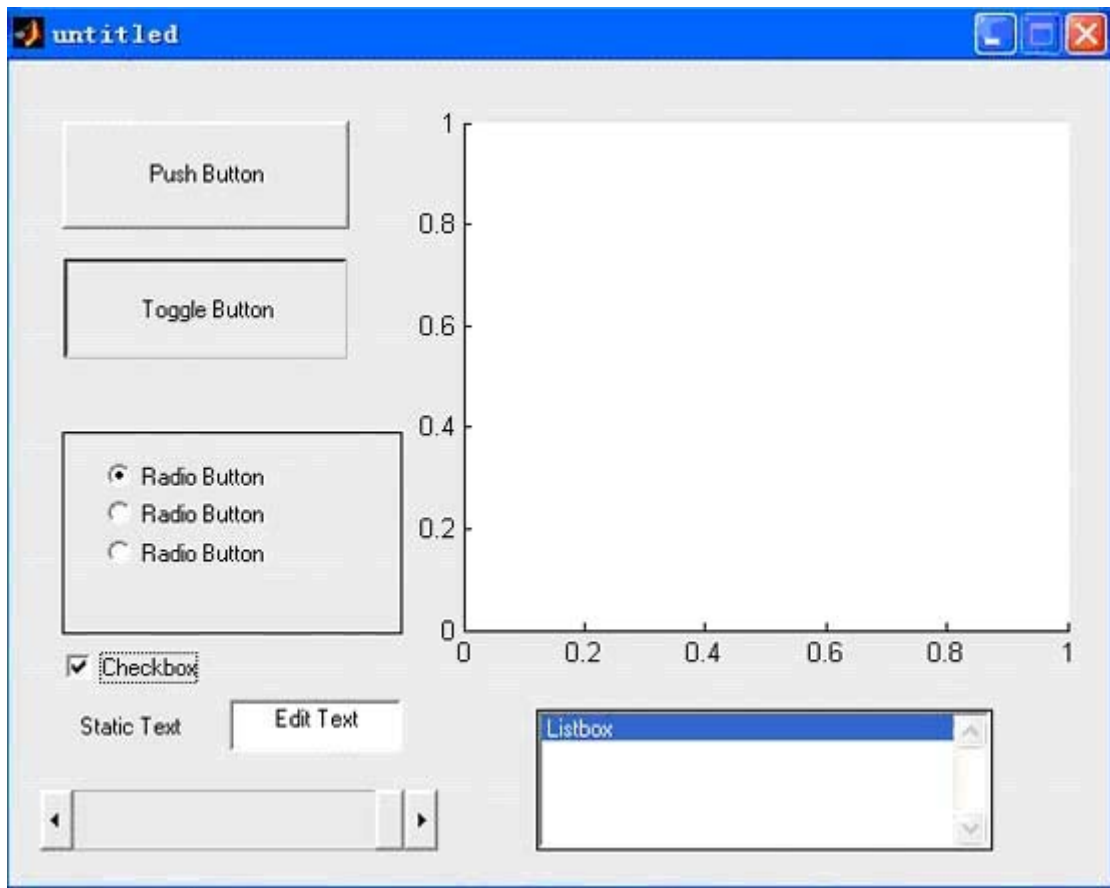 untitled
Push Button
Toggle Button
Radio Button
Radio Button
Radio Button
Checkbox
Static Text
Edit Text
1
0.8
0.6
0.4
0.2
0
0 0.2 0.4 0.6 0.8 1
Listbox